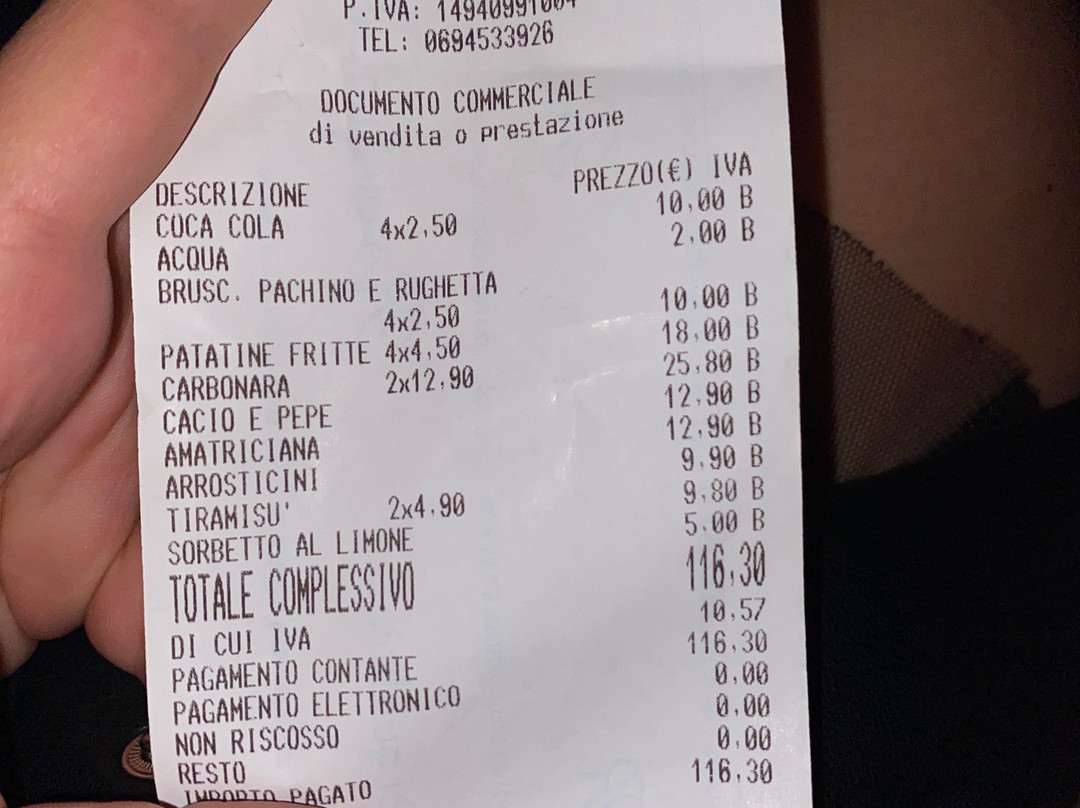 P.IVA: 14940991004
TEL: 0694533926
DOCUMENTO COMMERCIALE
di vendita o prestazione
DESCRIZIONE PREZZO(€) IVA
COCA COLA 4x2,50 10,00 B
ACQUA 2,00 B
BRUSC. PACHINO E RUGHETTA
4x2,50 10,00 B
PATATINE FRITTE 4x4,50 18,00 B
CARBONARA 2x12,90 25,80 B
CACIO E PEPE 12,90 B
AMATRICIANA 12,90 B
ARROSTICINI 9,90 B
TIRAMISU' 2x4,90 9,80 B
SORBETTO AL LIMONE 5,00 B
TOTALE COMPLESSIVO 116,30
DI CUI IVA 10,57
PAGAMENTO CONTANTE 116,30
PAGAMENTO ELETTRONICO 0,00
NON RISCOSSO 0,00
RESTO 0,00
IMPORTO PAGATO 116,30